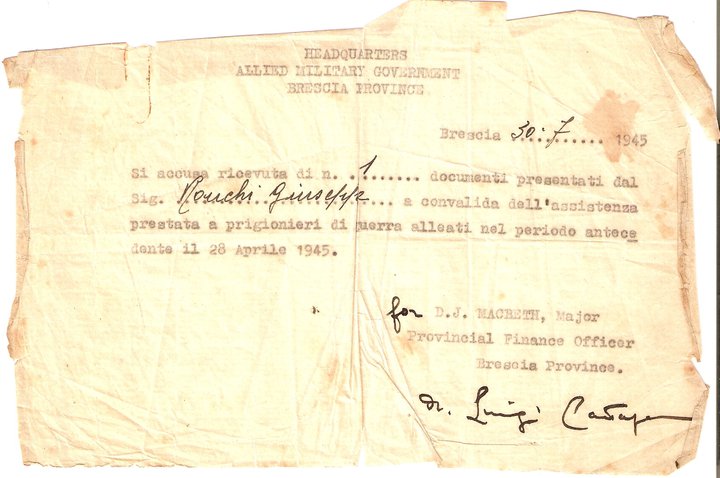 HEADQUARTERS
ALLIED MILITARY GOVERNMENT
BRESCIA PROVINCE
Brescia 30.7 1945
Si accusa ricevuta di n. 1 documenti presentati dal
Sig. Giuseppe a convalida dell'assistenza
prestata a prigionieri di guerra alleati nel periodo antece
dente il 28 Aprile 1945.
for D.J. MACBETH, Major
Provincial Finance Officer
Brescia Province.
dr. Luigi